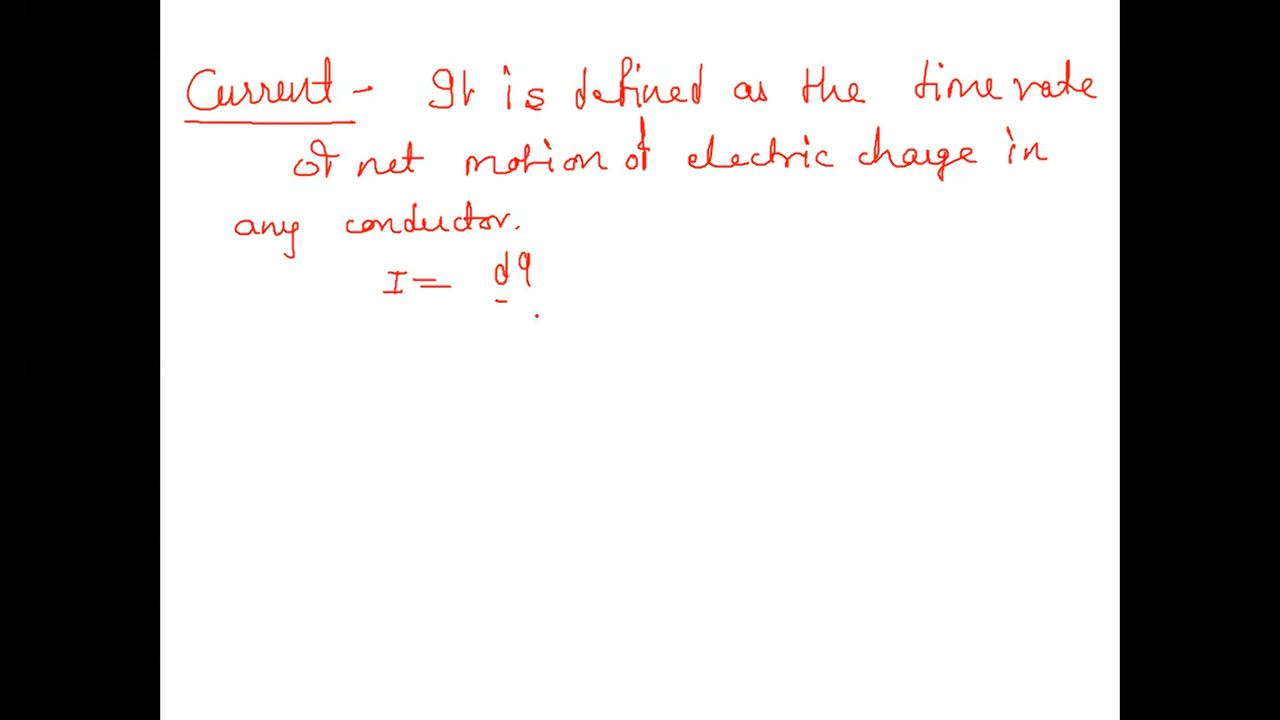 Current - It is defined as the time rate
of net motion of electric charge in
any conductor.
I = dq